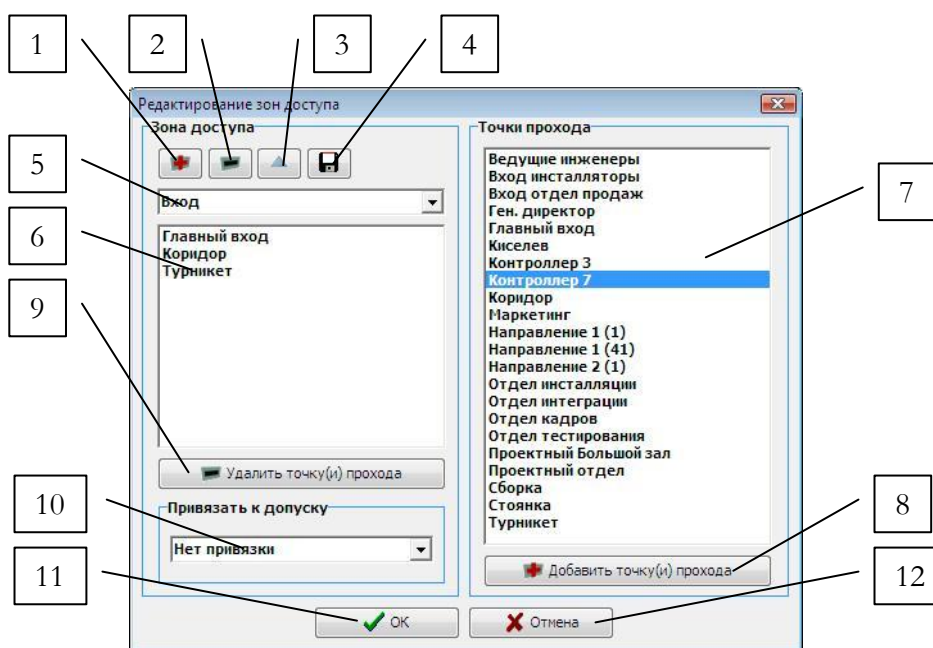 1
2
3
4
Редактирование зон доступа
Зона доступа
5
Вход
6
Главный вход
Коридор
Турникет
9
Удалить точку(и) прохода
10
Привязать к допуску
Нет привязки
11
Точки прохода
Ведущие инженеры
Вход инсталляторы
Вход отдел продаж
Ген. директор
Главный вход
Киселев
Контроллер 3
Контроллер 7
Коридор
Маркетинг
Направление 1 (1)
Направление 1 (41)
Направление 2 (1)
Отдел инсталляции
Отдел интеграции
Отдел кадров
Отдел тестирования
Проектный Большой зал
Проектный отдел
Сборка
Стоянка
Турникет
7
Добавить точку(и) прохода
8
OK
Отмена
12